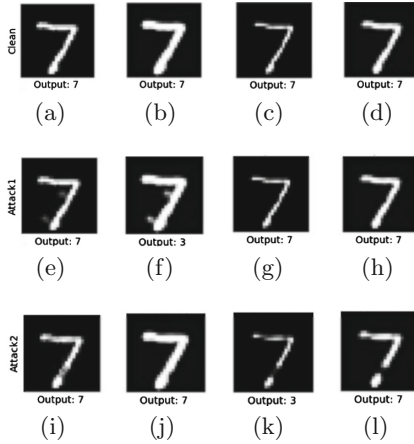 Clean
Output: 7 Output: 7 Output: 7 Output: 7
(a) (b) (c) (d)
Attack1
Output: 7 Output: 3 Output: 7 Output: 7
(e) (f) (g) (h)
Attack2
Output: 7 Output: 7 Output: 3 Output: 7
(i) (j) (k) (l)